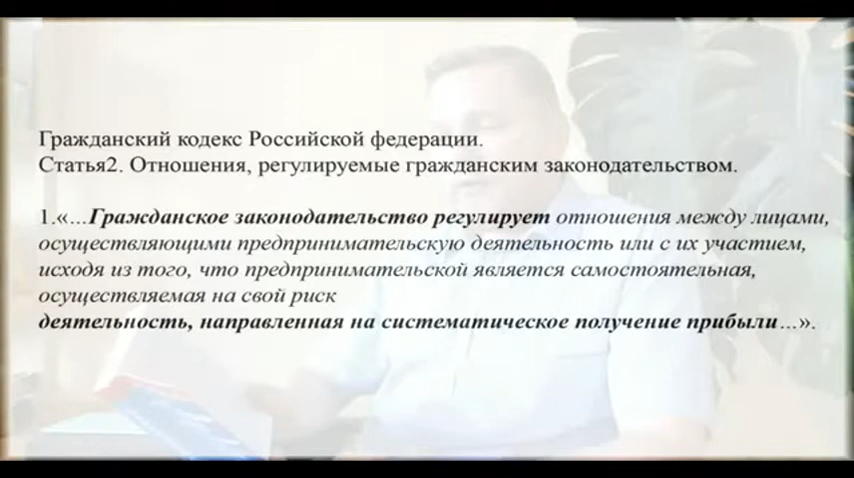 Гражданский кодекс Российской федерации.
Статья2. Отношения, регулируемые гражданским законодательством.
1.«...Гражданское законодательство регулирует отношения между лицами,
осуществляющими предпринимательскую деятельность или с их участием,
исходя из того, что предпринимательской является самостоятельная,
осуществляемая на свой риск
деятельность, направленная на систематическое получение прибыли...».